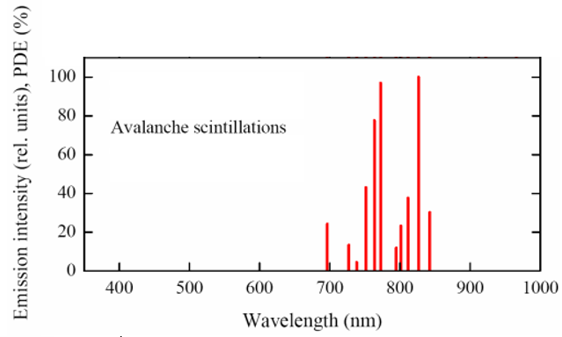 Emission intensity (rel. units), PDE (%)
100
80
60
40
20
0
Avalanche scintillations
400 500 600 700 800 900 1000
Wavelength (nm)